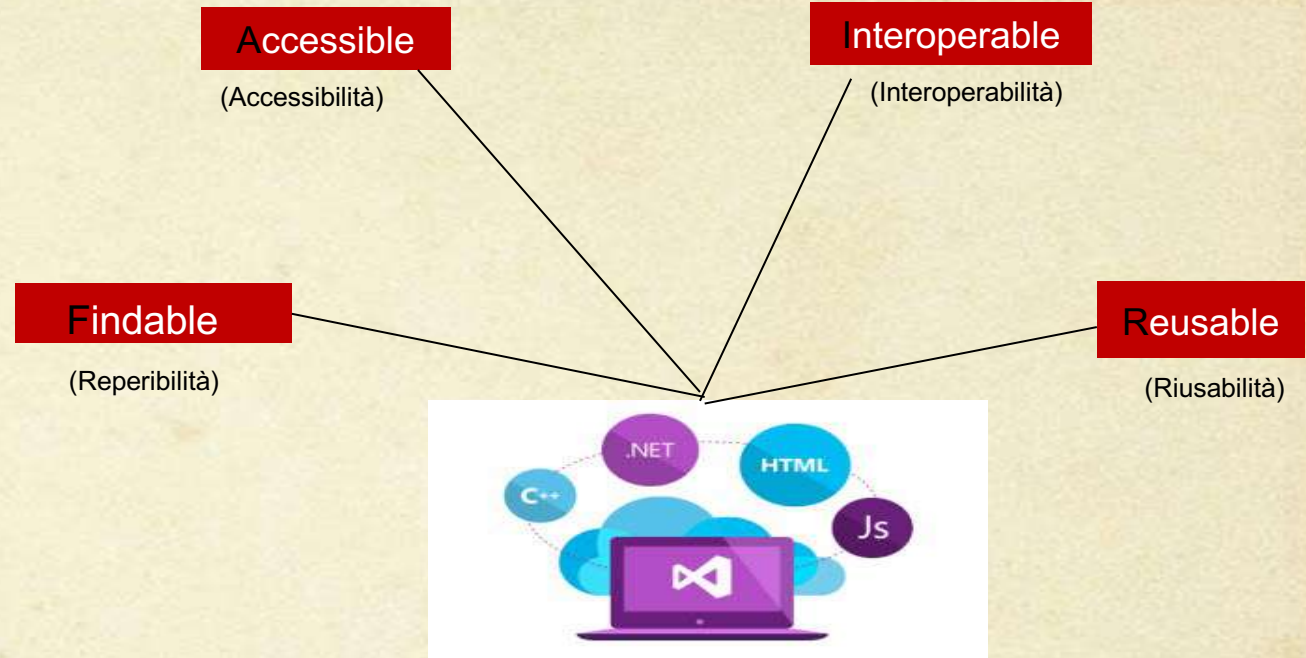 Accessible
(Accessibilità)
Interoperable
(Interoperabilità)
Findable
(Reperibilità)
Reusable
(Riusabilità)
.NET
HTML
C++
Js